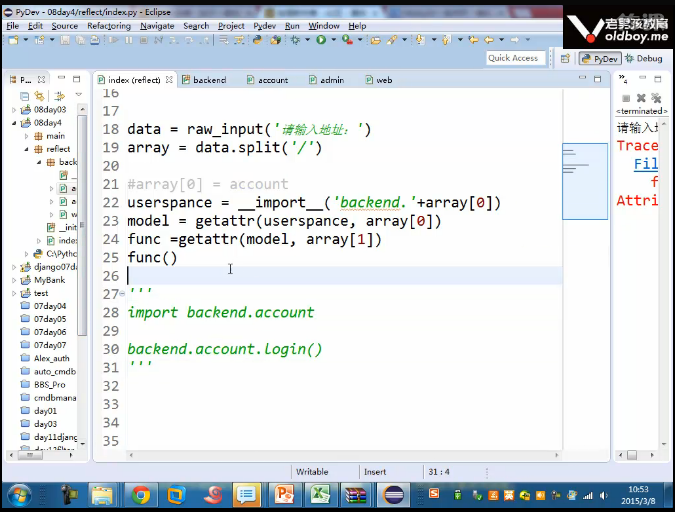 PyDev - 08day4/reflect/index.py - Eclipse
File Edit Source Refactoring Navigate Search Project Pydev Run Window Help
老男孩教育
oldboy.me
Quick Access
PyDev
Debug
P...
index (reflect)
backend
account
admin
web
08day03
08day4
main
reflect
back
__init
index
C:\Pytho
django07da
MyBank
test
07day04
07day05
07day06
07day07
Alex_auth
auto_cmdb
BBS_Pro
cmdbmana
day01
day03
day11djang
16
17
18 data = raw_input('请输入地址：')
19 array = data.split('/')
20
21 #array[0] = account
22 userspance = __import__('backend.'+array[0])
23 model = getattr(userspance, array[0])
24 func =getattr(model, array[1])
25 func()
26
27 '''
28 import backend.account
29
30 backend.account.login()
31 '''
32
33
34
35
<terminated>
请输入
Trace
Fil
f
Attri
Writable
Insert
31 : 4
10:53
2015/3/8